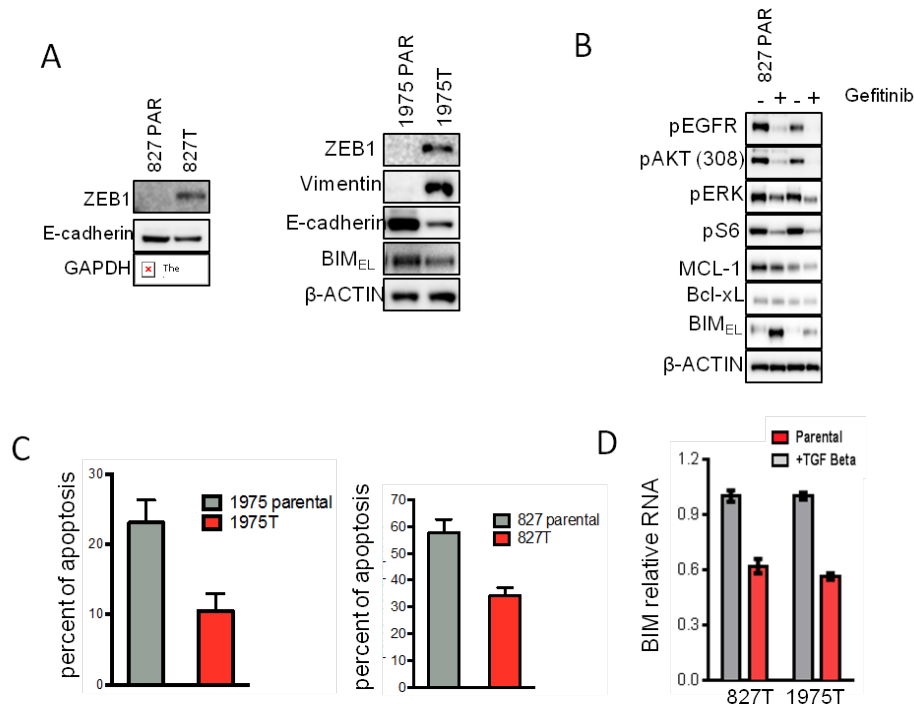 A
827 PAR
827T
ZEB1
E-cadherin
GAPDH
The
1975 PAR
1975T
ZEB1
Vimentin
E-cadherin
BIMEL
β-ACTIN
B
827 PAR
- + - +
Gefitinib
pEGFR
pAKT (308)
pERK
pS6
MCL-1
Bcl-xL
BIMEL
β-ACTIN
C
percent of apoptosis
30
20
10
0
1975 parental
1975T
percent of apoptosis
70
60
50
40
30
20
10
0
827 parental
827T
D
Parental
+TGF Beta
BIM relative RNA
1.2
0.9
0.6
0.3
0.0
827T 1975T